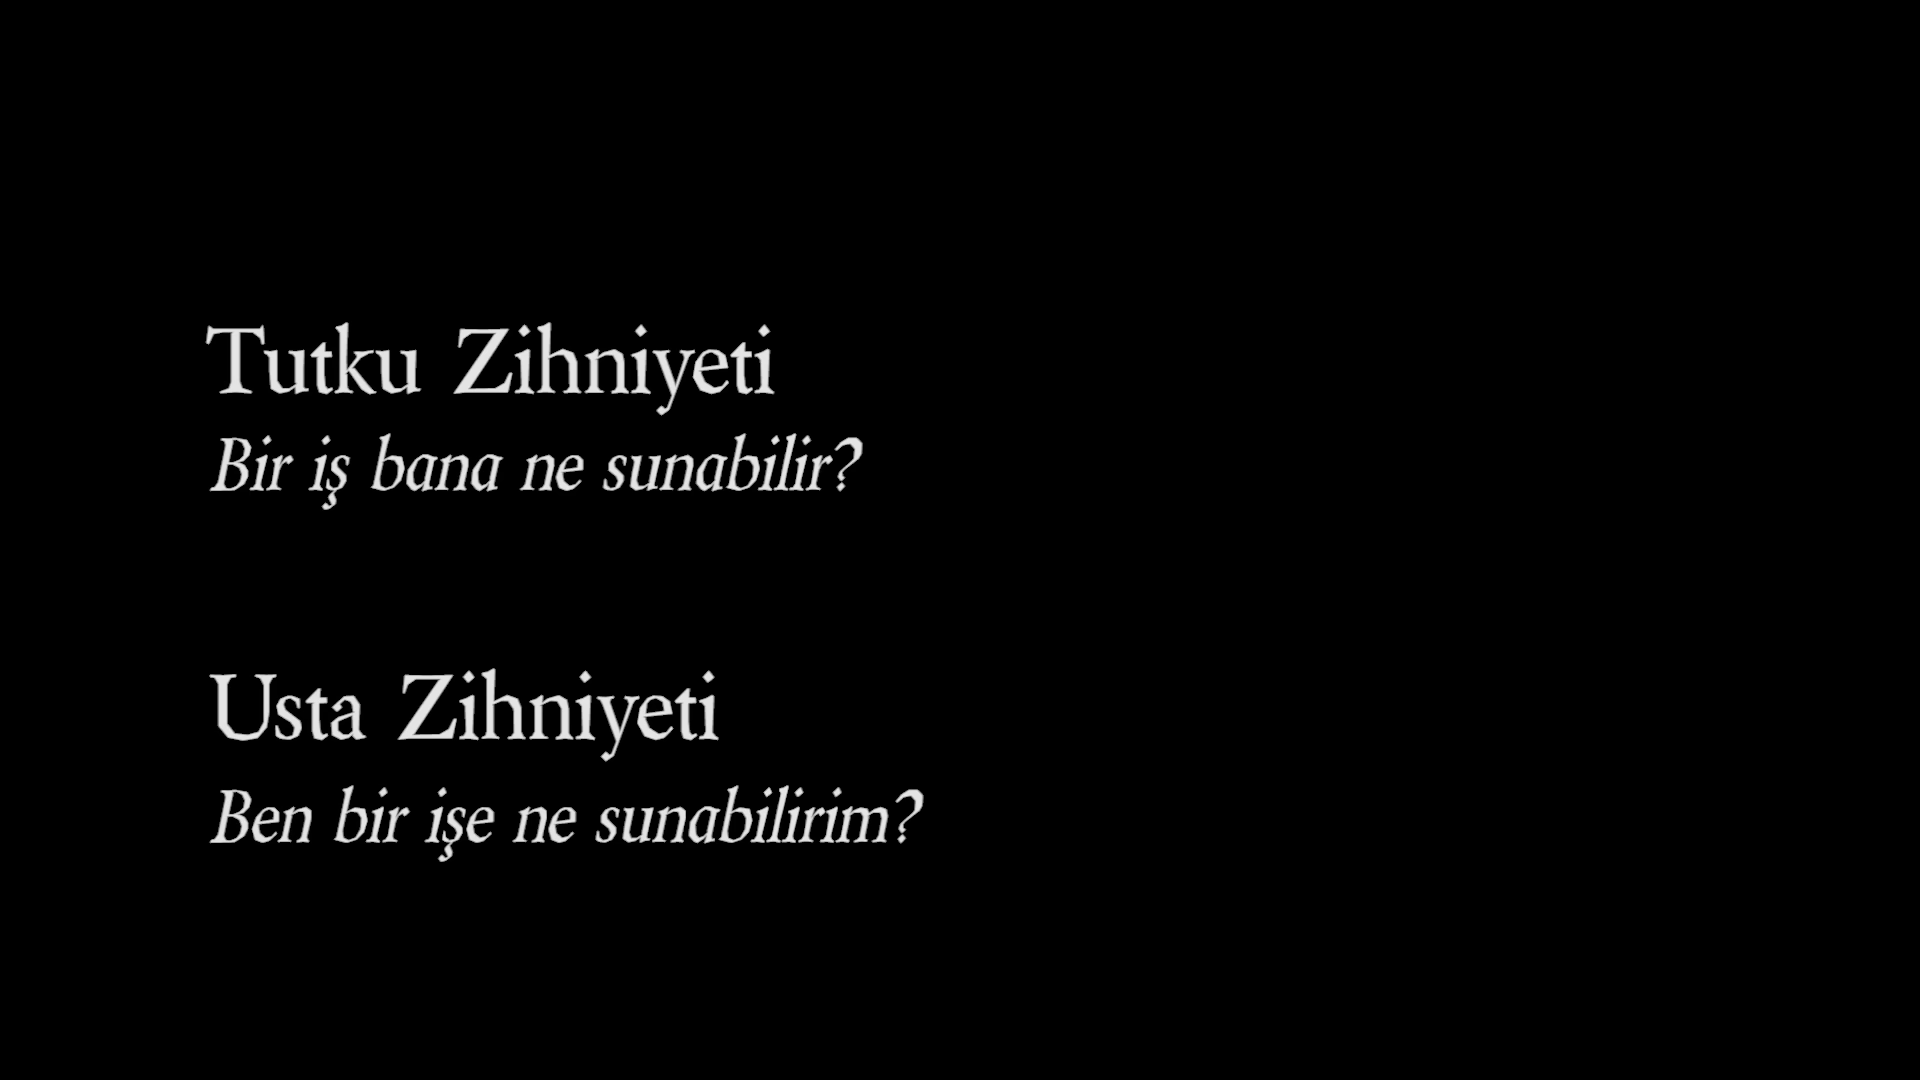 Tutku Zihniyeti
Bir iş bana ne sunabilir?
Usta Zihniyeti
Ben bir işe ne sunabilirim?